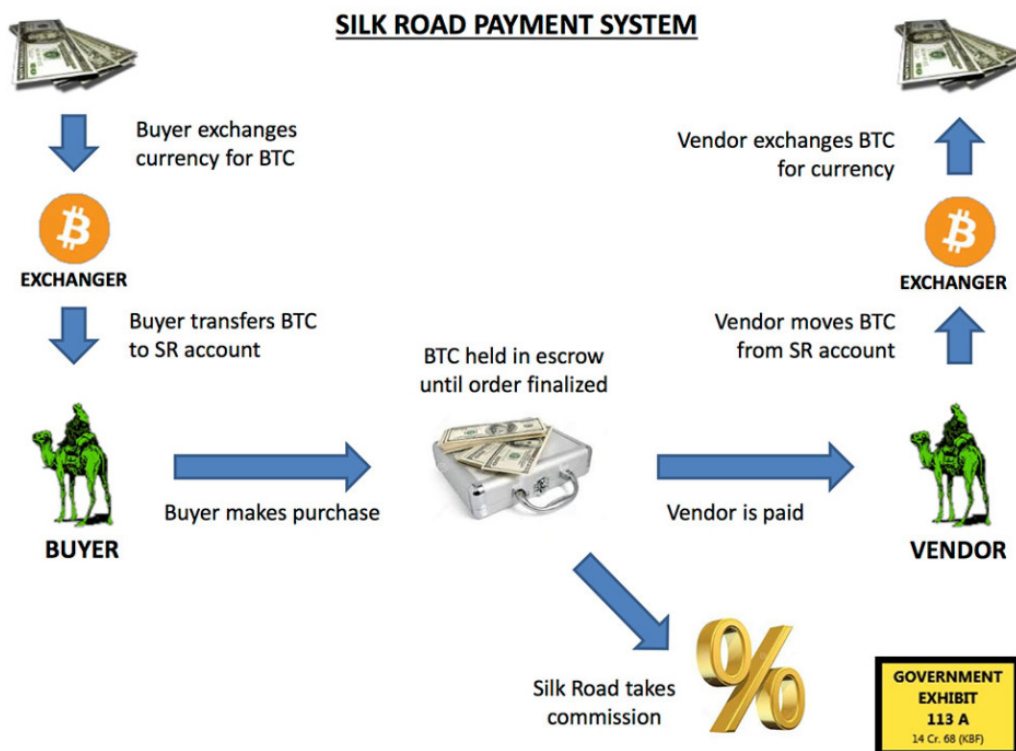 SILK ROAD PAYMENT SYSTEM
Buyer exchanges
currency for BTC
Vendor exchanges BTC
for currency
EXCHANGER
EXCHANGER
Buyer transfers BTC
to SR account
Vendor moves BTC
from SR account
BTC held in escrow
until order finalized
Buyer makes purchase
Vendor is paid
BUYER
VENDOR
Silk Road takes
commission
%
GOVERNMENT
EXHIBIT
113 A
14 Cr. 68 (KBF)